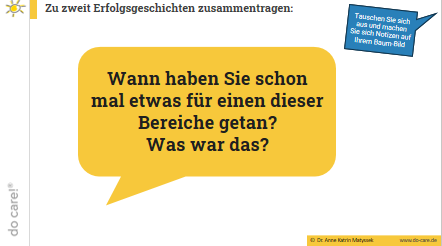 Zu zweit Erfolgsgeschichten zusammentragen:
Tauschen Sie sich
aus und machen
Sie sich Notizen auf
Ihrem Baum-Bild
Wann haben Sie schon
mal etwas für einen dieser
Bereiche getan?
Was war das?
do care!®
© Dr. Anne Katrin Matyssek www.do-care.de